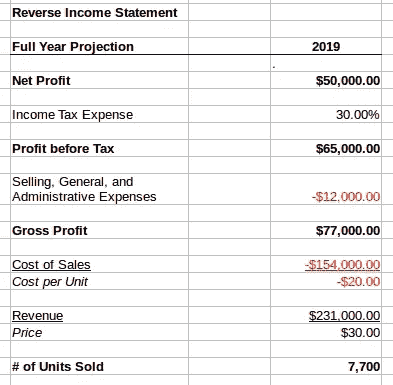 Reverse Income Statement
Full Year Projection 2019
Net Profit $50,000.00
Income Tax Expense 30.00%
Profit before Tax $65,000.00
Selling, General, and
Administrative Expenses -$12,000.00
Gross Profit $77,000.00
Cost of Sales -$154,000.00
Cost per Unit -$20.00
Revenue $231,000.00
Price $30.00
# of Units Sold 7,700